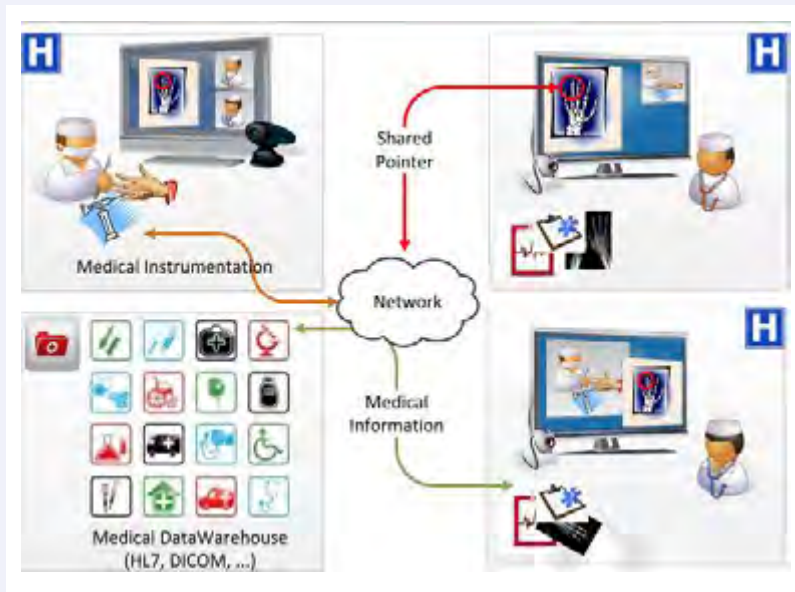 H
H
Shared
Pointer
Medical Instrumentation
Network
H
Medical
Information
Medical DataWarehouse
(HL7, DICOM, ...)